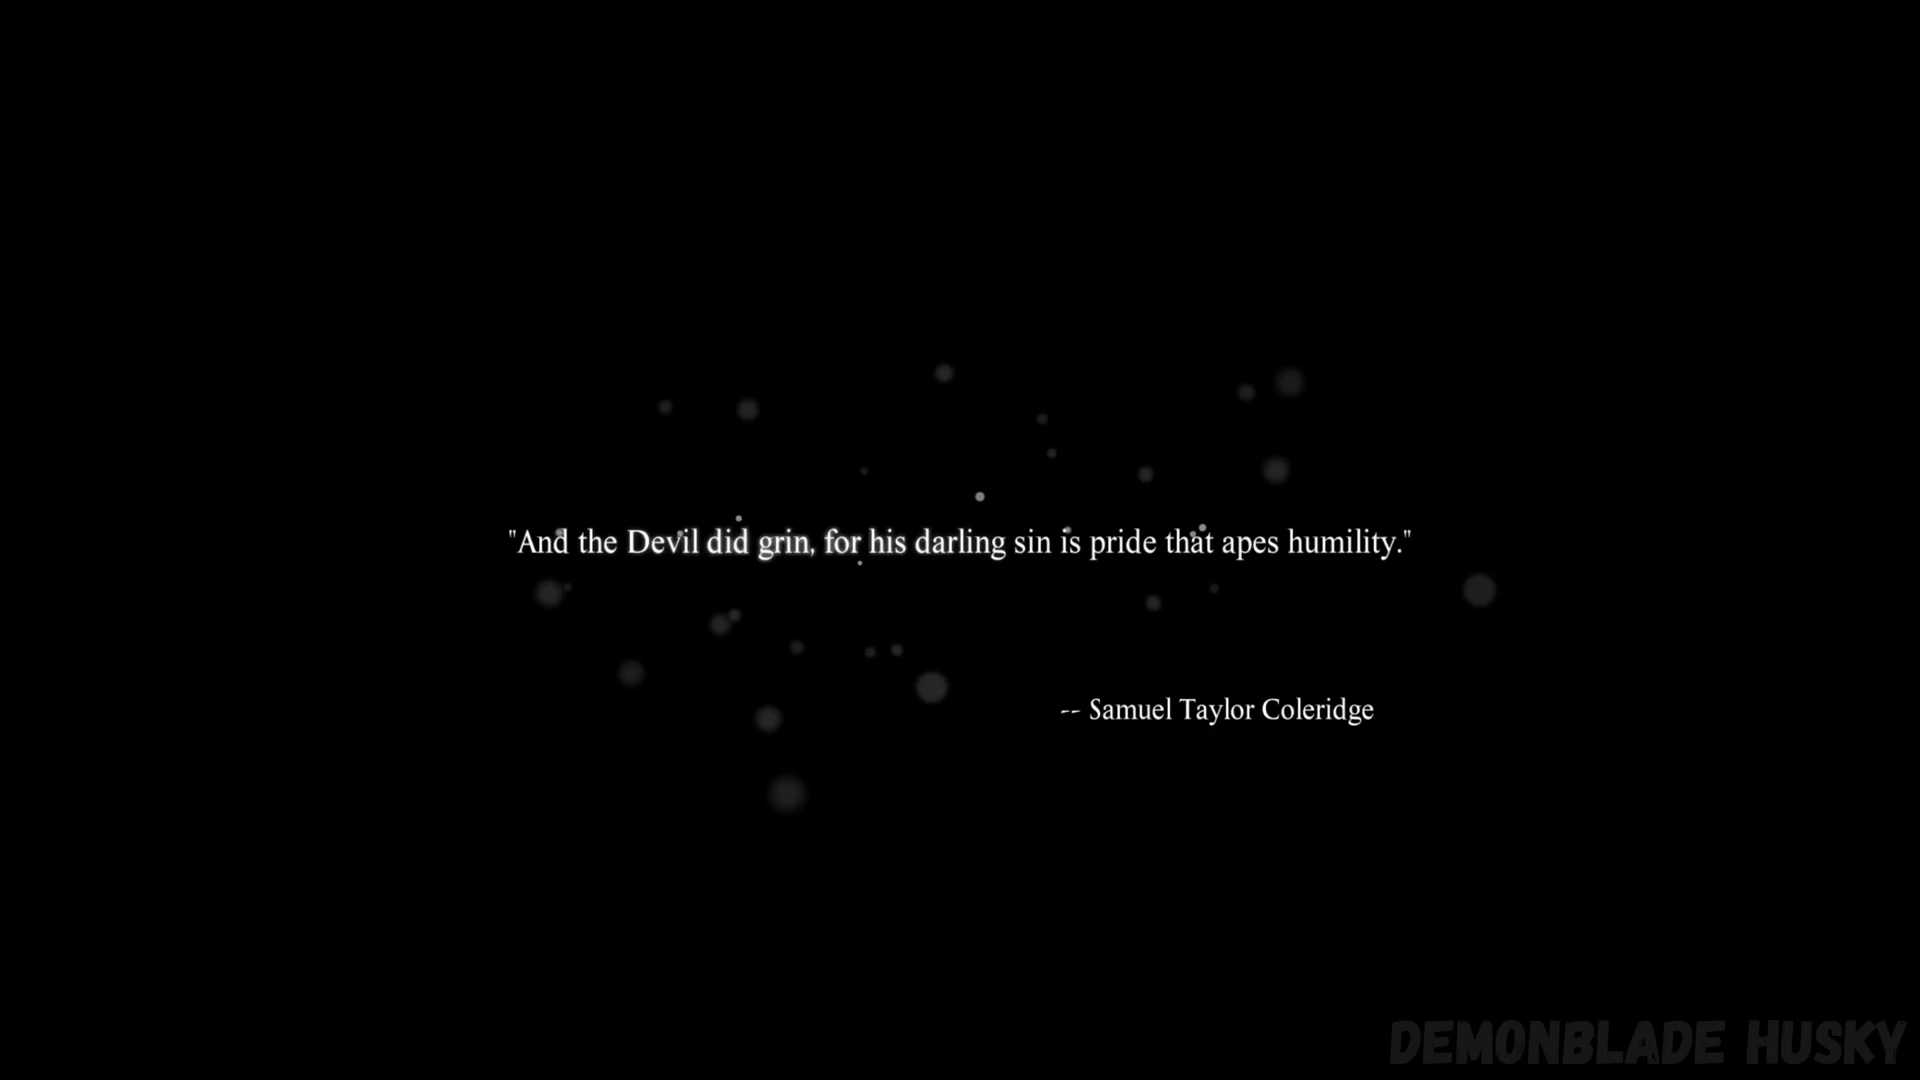 "And the Devil did grin, for his darling sin is pride that apes humility."
-- Samuel Taylor Coleridge
DEMONBLADE HUSKY